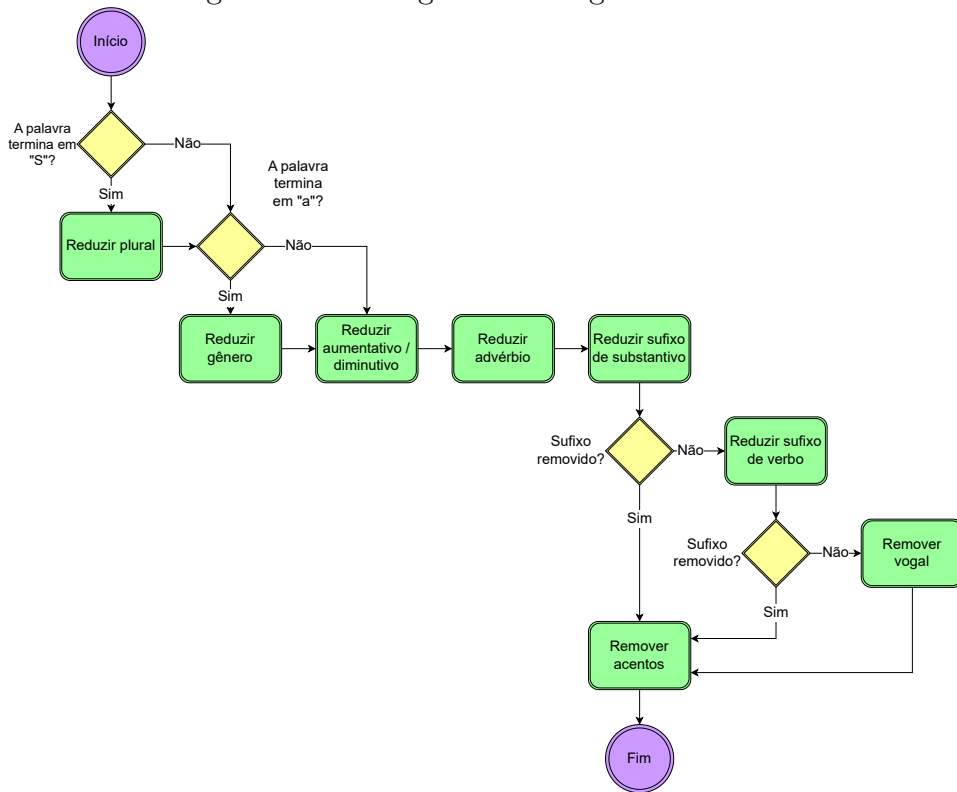 Início
A palavra
termina em
"S"?
Não
Sim
A palavra
termina
em "a"?
Reduzir plural
Não
Sim
Reduzir
gênero
Reduzir
aumentativo /
diminutivo
Reduzir
advérbio
Reduzir sufixo
de substantivo
Sufixo
removido?
Não
Reduzir sufixo
de verbo
Sim
Sufixo
removido?
Não
Remover
vogal
Sim
Remover
acentos
Fim